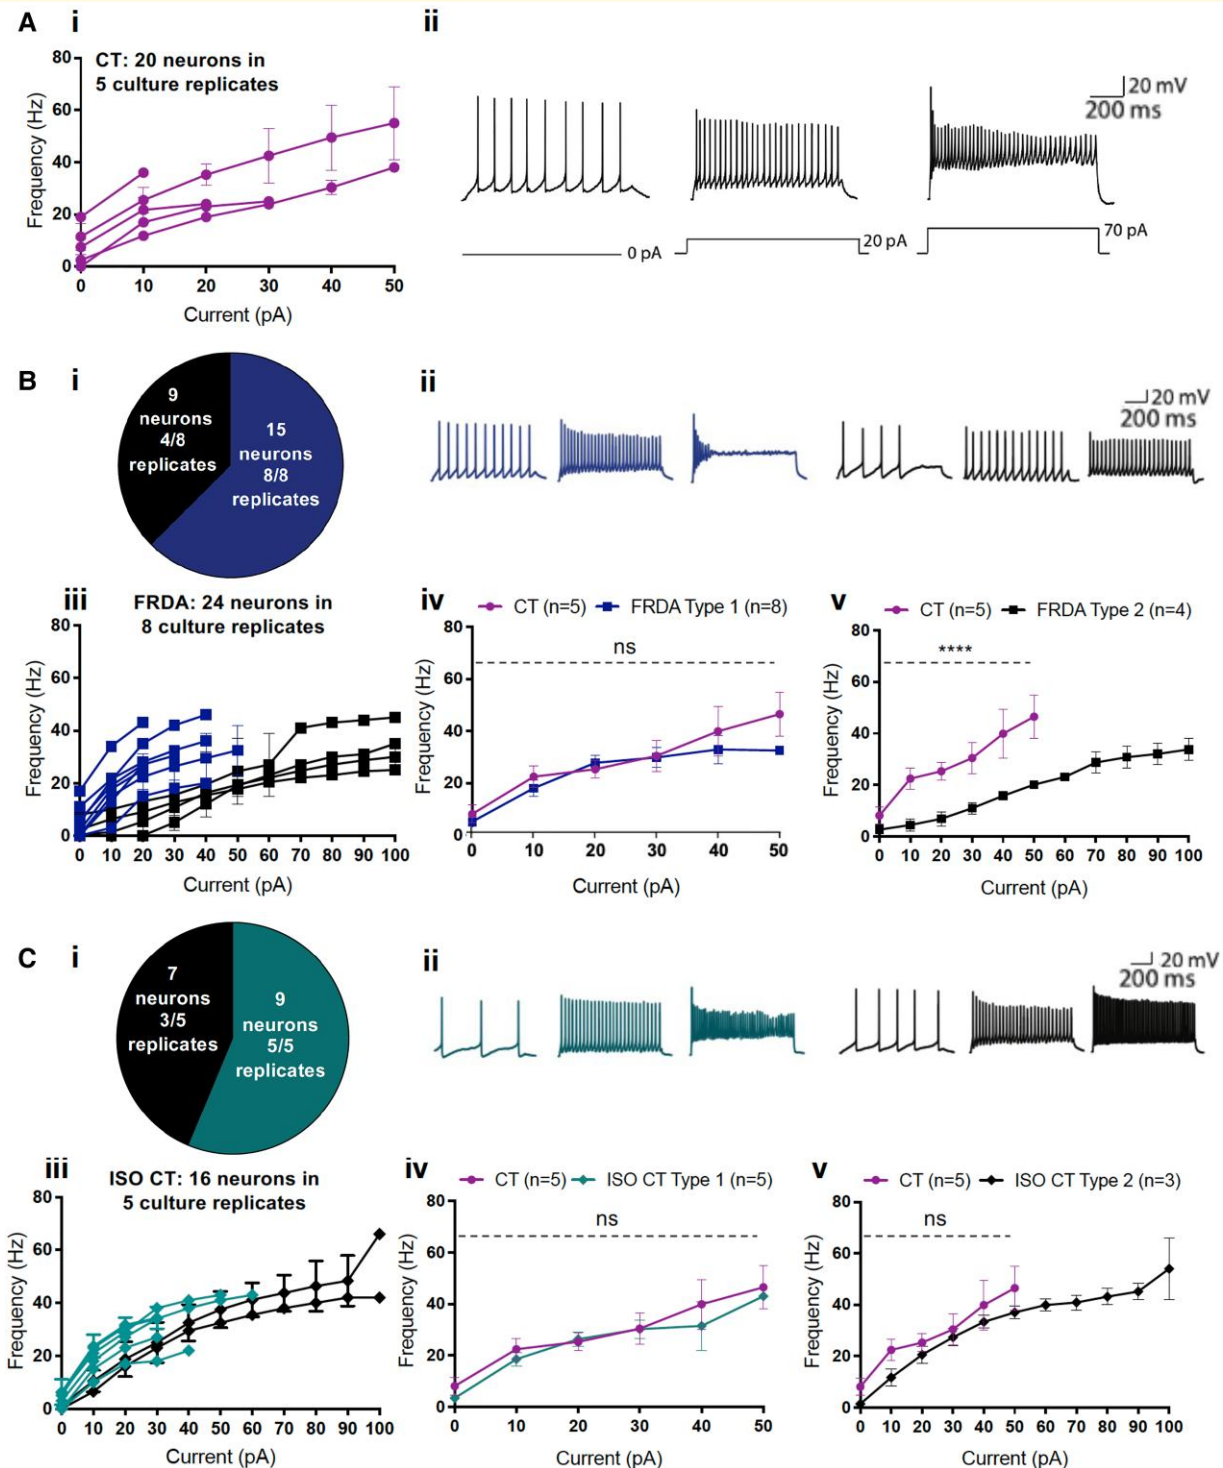 A
i
ii
CT: 20 neurons in
5 culture replicates
80
60
40
20
0
Frequency (Hz)
0 10 20 30 40 50
Current (pA)
20 mV
200 ms
0 pA
20 pA
70 pA
B
i
ii
9
neurons
4/8
replicates
15
neurons
8/8
replicates
20 mV
200 ms
iii
FRDA: 24 neurons in
8 culture replicates
80
60
40
20
0
Frequency (Hz)
0 10 20 30 40 50 60 70 80 90 100
Current (pA)
iv
CT (n=5) FRDA Type 1 (n=8)
ns
80
60
40
20
0
Frequency (Hz)
0 10 20 30 40 50
Current (pA)
v
CT (n=5) FRDA Type 2 (n=4)
****
80
60
40
20
0
Frequency (Hz)
0 10 20 30 40 50 60 70 80 90 100
Current (pA)
C
i
ii
7
neurons
3/5
replicates
9
neurons
5/5
replicates
20 mV
200 ms
iii
ISO CT: 16 neurons in
5 culture replicates
80
60
40
20
0
Frequency (Hz)
0 10 20 30 40 50 60 70 80 90 100
Current (pA)
iv
CT (n=5) ISO CT Type 1 (n=5)
ns
80
60
40
20
0
Frequency (Hz)
0 10 20 30 40 50
Current (pA)
v
CT (n=5) ISO CT Type 2 (n=3)
ns
80
60
40
20
0
Frequency (Hz)
0 10 20 30 40 50 60 70 80 90 100
Current (pA)